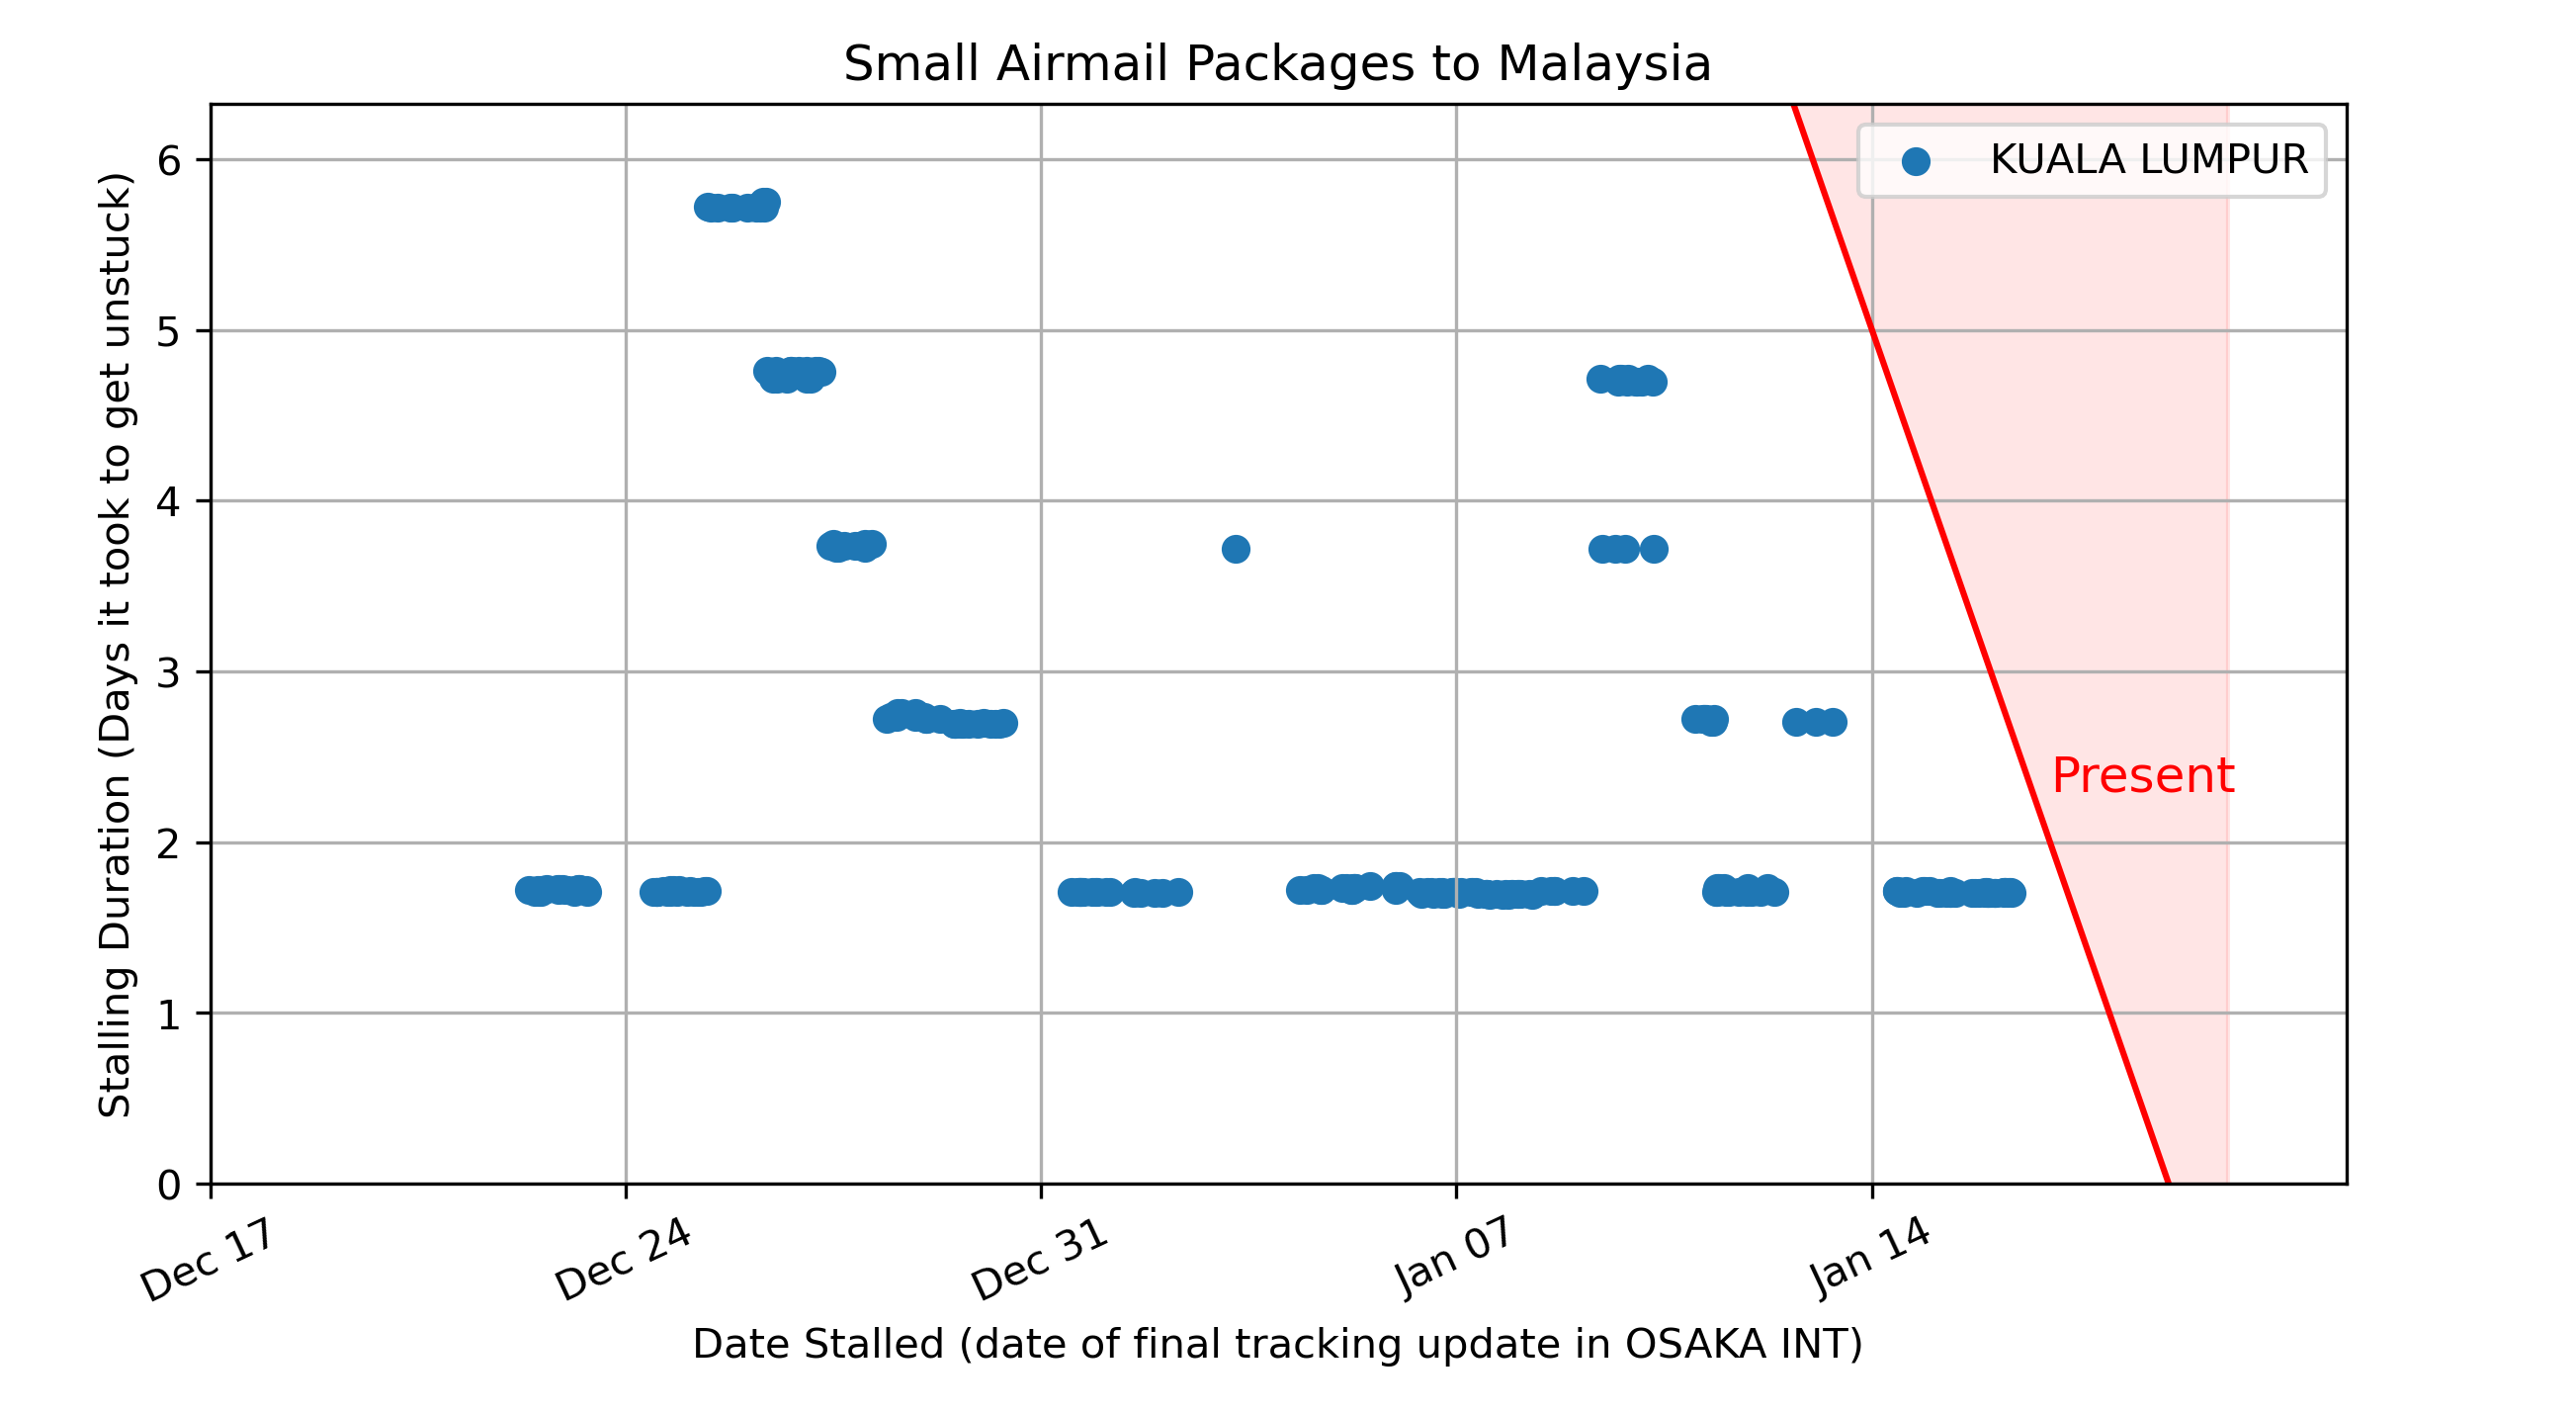 Small Airmail Packages to Malaysia
KUALA LUMPUR
6
5
4
3
2
1
0
Stalling Duration (Days it took to get unstuck)
Present
Dec 17
Dec 24
Dec 31
Jan 07
Jan 14
Date Stalled (date of final tracking update in OSAKA INT)